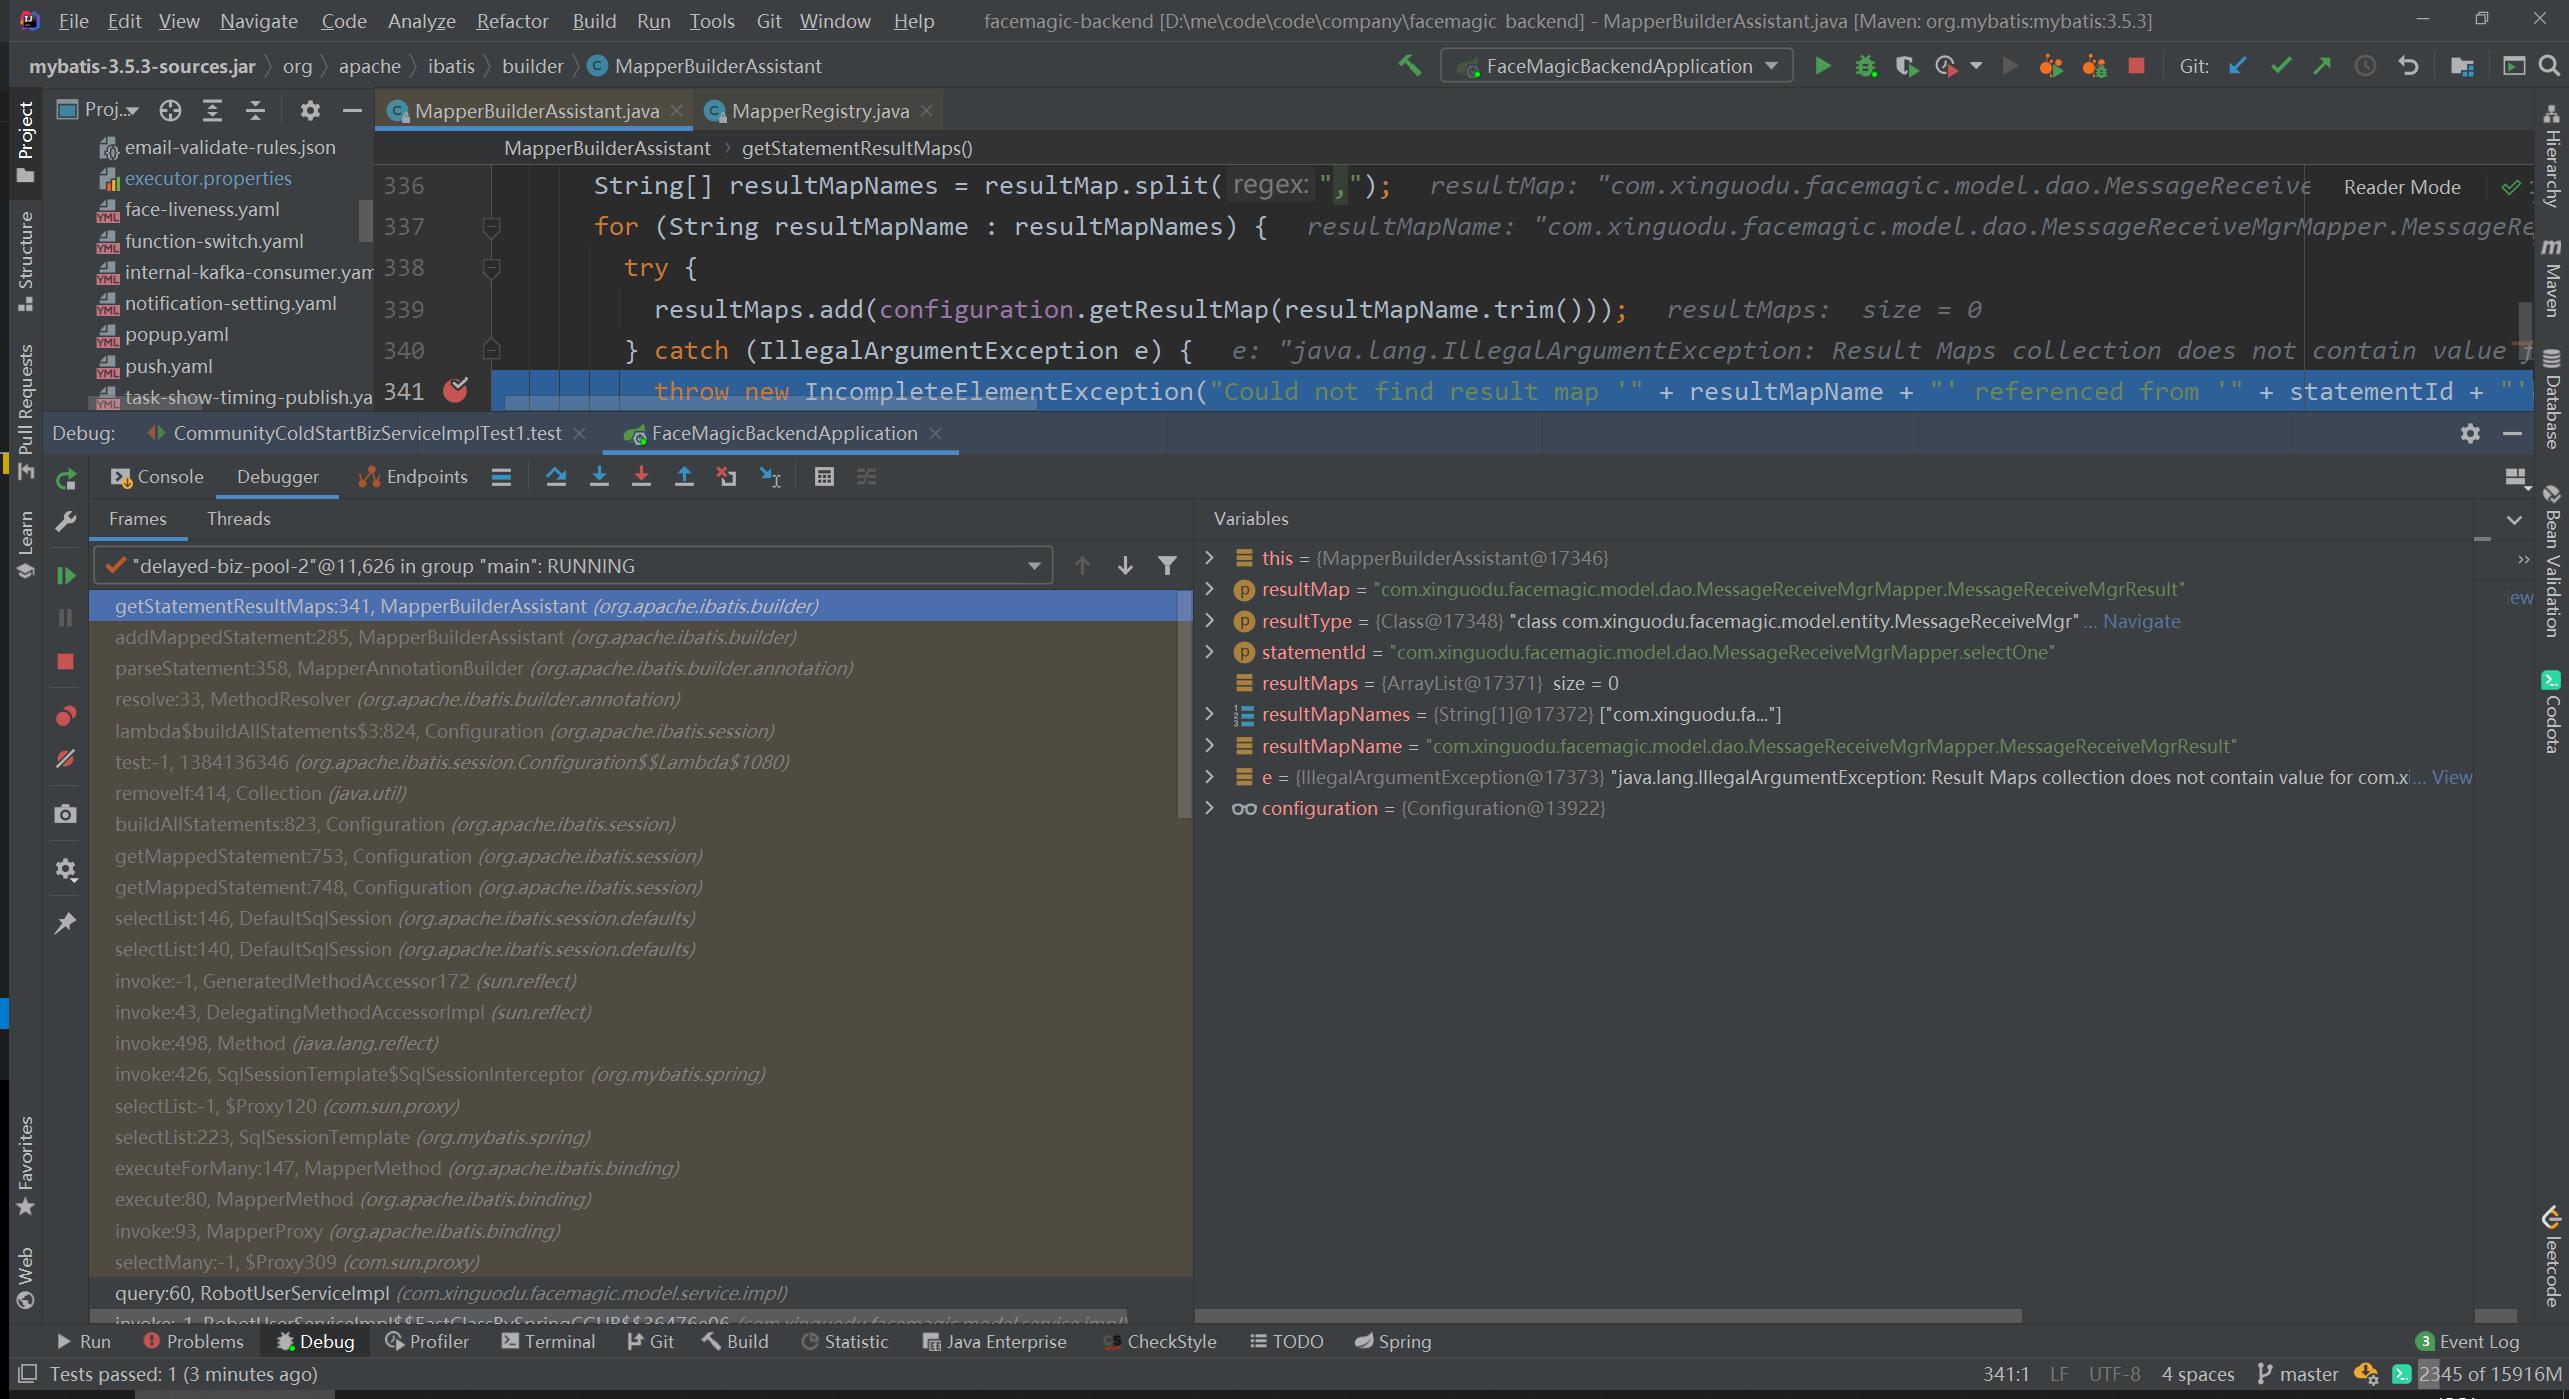 File Edit View Navigate Code Analyze Refactor Build Run Tools Git Window Help facemagic-backend [D:\me\code\code\company\facemagic backend] - MapperBuilderAssistant.java [Maven: org.mybatis:mybatis:3.5.3]
mybatis-3.5.3-sources.jar org apache ibatis builder MapperBuilderAssistant FaceMagicBackendApplication Git:
Proj... MapperBuilderAssistant.java MapperRegistry.java
email-validate-rules.json
executor.properties
face-liveness.yaml
function-switch.yaml
internal-kafka-consumer.yam
notification-setting.yaml
popup.yaml
push.yaml
task-show-timing-publish.ya
MapperBuilderAssistant getStatementResultMaps()
Reader Mode
336 String[] resultMapNames = resultMap.split( regex: ","); resultMap: "com.xinguodu.facemagic.model.dao.MessageReceive
337 for (String resultMapName : resultMapNames) { resultMapName: "com.xinguodu.facemagic.model.dao.MessageReceiveMgrMapper.MessageRe
338 try {
339 resultMaps.add(configuration.getResultMap(resultMapName.trim())); resultMaps: size = 0
340 } catch (IllegalArgumentException e) { e: "java.lang.IllegalArgumentException: Result Maps collection does not contain value
341 throw new IncompleteElementException("Could not find result map '" + resultMapName + "' referenced from '" + statementId + "'
Debug: CommunityColdStartBizServiceImplTest1.test FaceMagicBackendApplication
Console Debugger Endpoints
Frames Threads
"delayed-biz-pool-2"@11,626 in group "main": RUNNING
getStatementResultMaps:341, MapperBuilderAssistant (org.apache.ibatis.builder)
addMappedStatement:285, MapperBuilderAssistant (org.apache.ibatis.builder)
parseStatement:358, MapperAnnotationBuilder (org.apache.ibatis.builder.annotation)
resolve:33, MethodResolver (org.apache.ibatis.builder.annotation)
lambda$buildAllStatements$3:824, Configuration (org.apache.ibatis.session)
test:-1, 1384136346 (org.apache.ibatis.session.Configuration$$Lambda$1080)
removeIf:414, Collection (java.util)
buildAllStatements:823, Configuration (org.apache.ibatis.session)
getMappedStatement:753, Configuration (org.apache.ibatis.session)
getMappedStatement:748, Configuration (org.apache.ibatis.session)
selectList:146, DefaultSqlSession (org.apache.ibatis.session.defaults)
selectList:140, DefaultSqlSession (org.apache.ibatis.session.defaults)
invoke:-1, GeneratedMethodAccessor172 (sun.reflect)
invoke:43, DelegatingMethodAccessorImpl (sun.reflect)
invoke:498, Method (java.lang.reflect)
invoke:426, SqlSessionTemplate$SqlSessionInterceptor (org.mybatis.spring)
selectList:-1, $Proxy120 (com.sun.proxy)
selectList:223, SqlSessionTemplate (org.mybatis.spring)
executeForMany:147, MapperMethod (org.apache.ibatis.binding)
execute:80, MapperMethod (org.apache.ibatis.binding)
invoke:93, MapperProxy (org.apache.ibatis.binding)
selectMany:-1, $Proxy309 (com.sun.proxy)
query:60, RobotUserServiceImpl (com.xinguodu.facemagic.model.service.impl)
invoke:-1, RobotUserServiceImpl$$FastClassBySpringCGLIB$$36476e06 (com.xinguodu.facemagic.model.service.impl)
Variables
this = {MapperBuilderAssistant@17346}
resultMap = "com.xinguodu.facemagic.model.dao.MessageReceiveMgrMapper.MessageReceiveMgrResult"
resultType = {Class@17348} "class com.xinguodu.facemagic.model.entity.MessageReceiveMgr" ... Navigate
statementId = "com.xinguodu.facemagic.model.dao.MessageReceiveMgrMapper.selectOne"
resultMaps = {ArrayList@17371} size = 0
resultMapNames = {String[1]@17372} ["com.xinguodu.fa..."]
resultMapName = "com.xinguodu.facemagic.model.dao.MessageReceiveMgrMapper.MessageReceiveMgrResult"
e = {IllegalArgumentException@17373} "java.lang.IllegalArgumentException: Result Maps collection does not contain value for com.xi... View
configuration = {Configuration@13922}
ew
Project
Structure
Pull Requests
Learn
Favorites
Web
Hierarchy
Maven
Database
Bean Validation
Codota
leetcode
Run Problems Debug Profiler Terminal Git Build Statistic Java Enterprise CheckStyle TODO Spring 3 Event Log
Tests passed: 1 (3 minutes ago) 341:1 LF UTF-8 4 spaces master 2345 of 15916M